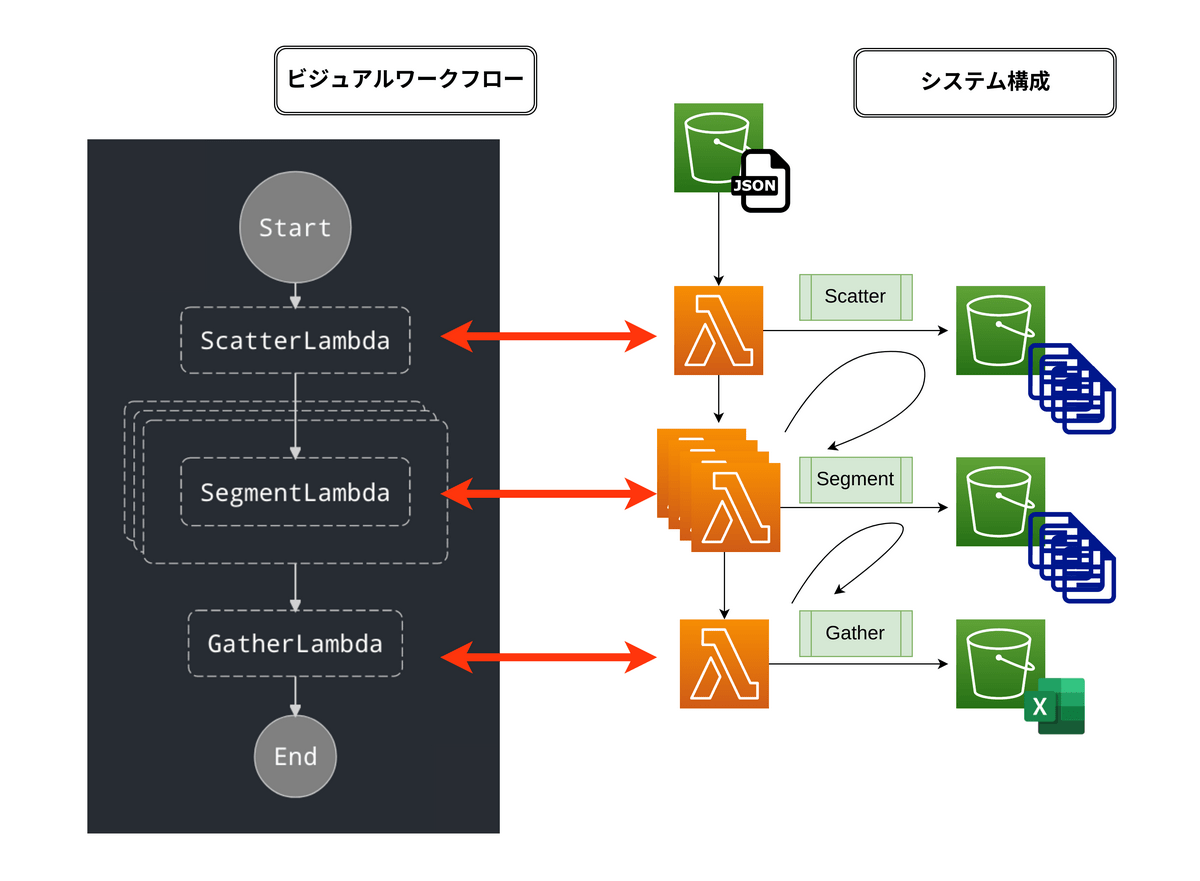 ビジュアルワークフロー
システム構成
Start
ScatterLambda
SegmentLambda
GatherLambda
End
JSON
Scatter
Segment
Gather
X